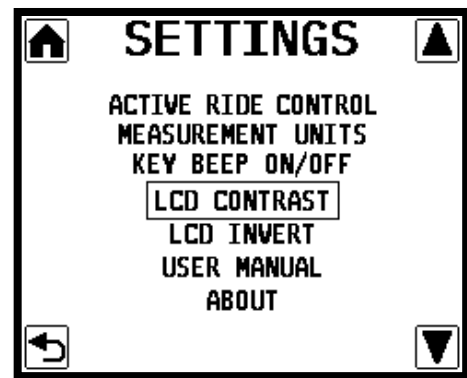 SETTINGS
ACTIVE RIDE CONTROL
MEASUREMENT UNITS
KEY BEEP ON/OFF
LCD CONTRAST
LCD INVERT
USER MANUAL
ABOUT